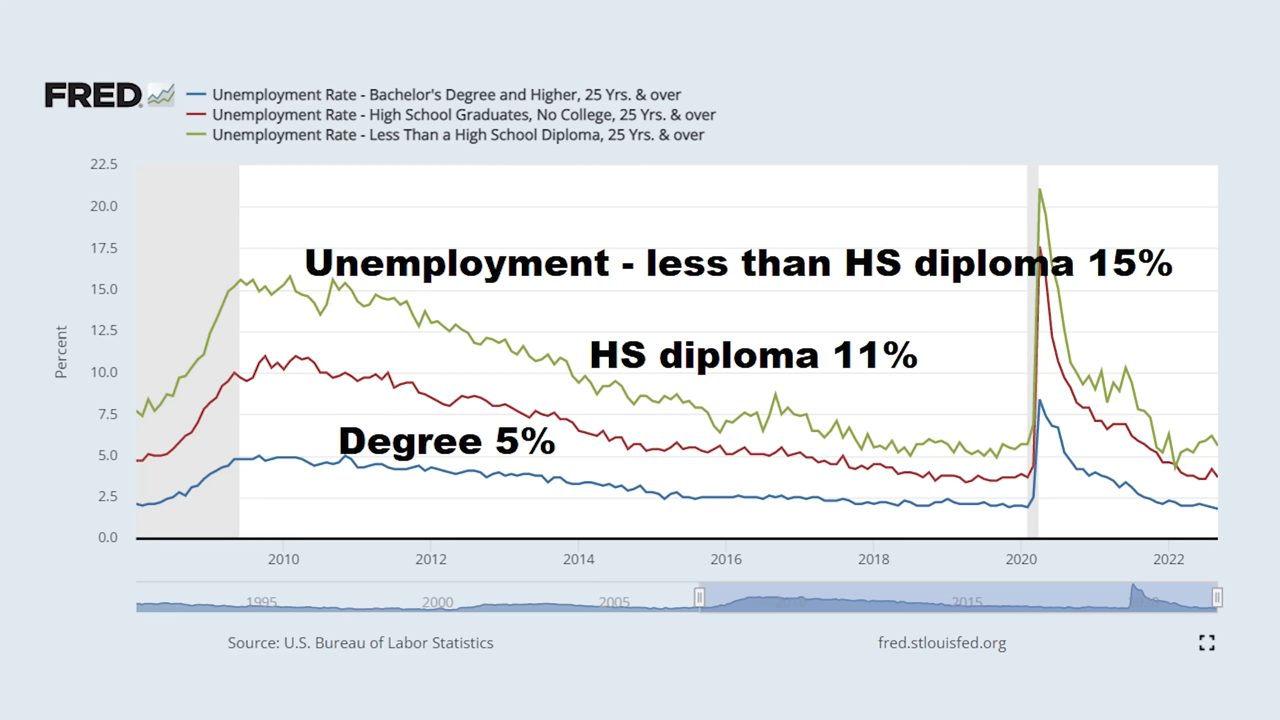 FRED
Unemployment Rate - Bachelor's Degree and Higher, 25 Yrs. & over
Unemployment Rate - High School Graduates, No College, 25 Yrs. & over
Unemployment Rate - Less Than a High School Diploma, 25 Yrs. & over
22.5
20.0
17.5
15.0
12.5
10.0
7.5
5.0
2.5
0.0
Percent
Unemployment - less than HS diploma 15%
HS diploma 11%
Degree 5%
2010 2012 2014 2016 2018 2020 2022
1995 2000 2005 2010 2015 2020
Source: U.S. Bureau of Labor Statistics
fred.stlouisfed.org